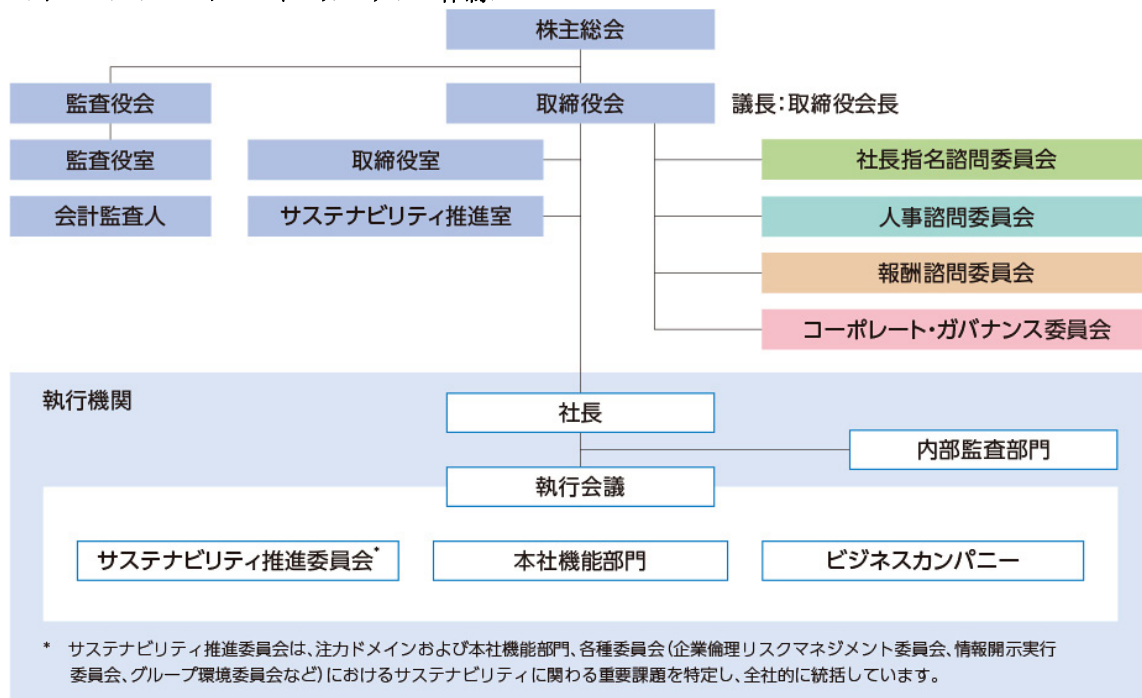 株主総会
監査役会
取締役会
議長：取締役会長
監査役室
取締役室
社長指名諮問委員会
会計監査人
サステナビリティ推進室
人事諮問委員会
報酬諮問委員会
コーポレート・ガバナンス委員会
執行機関
社長
内部監査部門
執行会議
サステナビリティ推進委員会*
本社機能部門
ビジネスカンパニー
* サステナビリティ推進委員会は、注力ドメインおよび本社機能部門、各種委員会（企業倫理リスクマネジメント委員会、情報開示実行
委員会、グループ環境委員会など）におけるサステナビリティに関わる重要課題を特定し、全社的に統括しています。